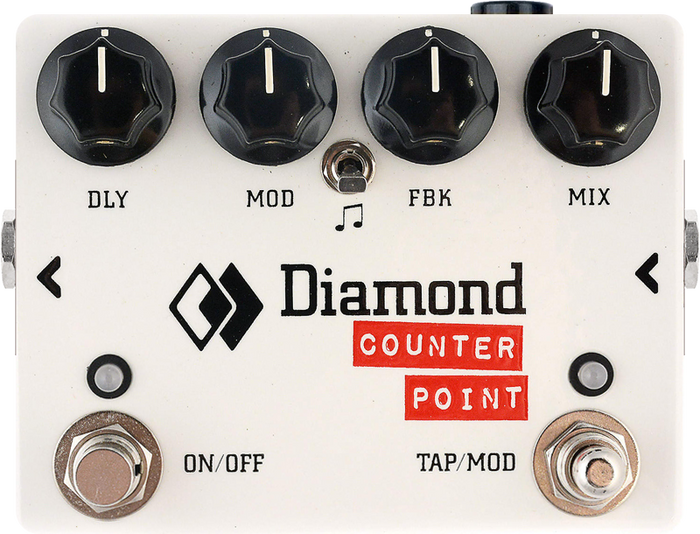 DLY MOD FBK MIX
Diamond
COUNTER
POINT
ON/OFF TAP/MOD